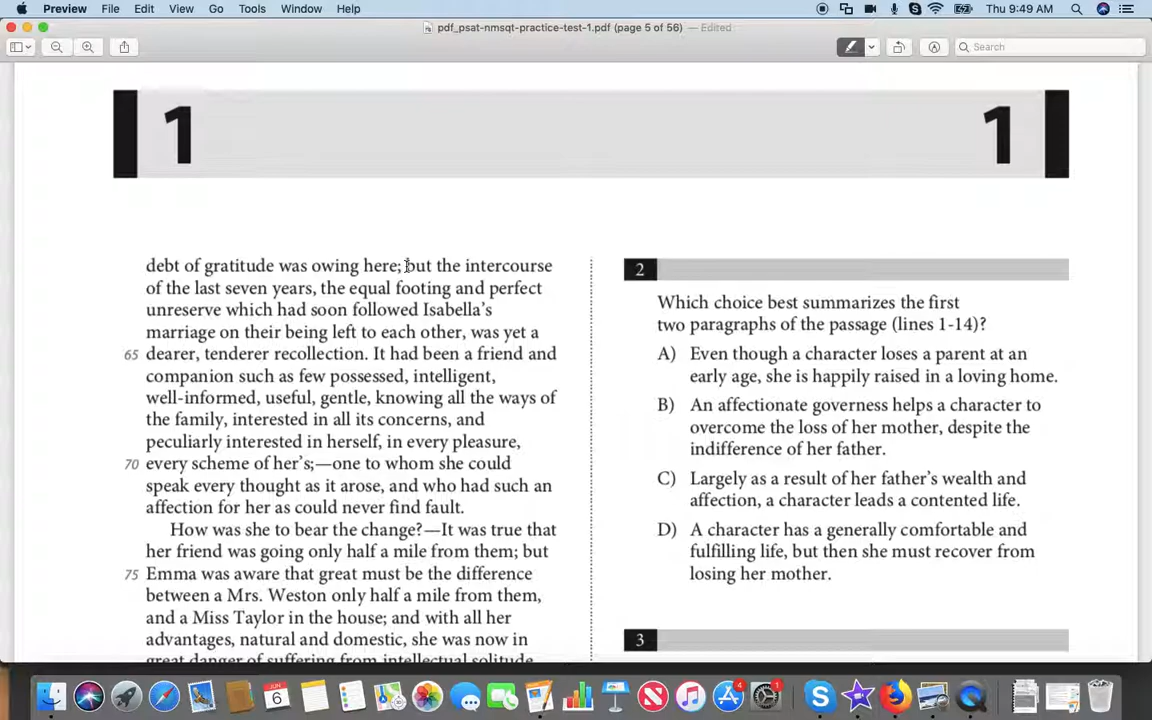 Preview File Edit View Go Tools Window Help Thu 9:49 AM
pdf_psat-nmsqt-practice-test-1.pdf (page 5 of 56) — Edited
Search
1 1
debt of gratitude was owing here; but the intercourse
of the last seven years, the equal footing and perfect
unreserve which had soon followed Isabella's
marriage on their being left to each other, was yet a
65 dearer, tenderer recollection. It had been a friend and
companion such as few possessed, intelligent,
well-informed, useful, gentle, knowing all the ways of
the family, interested in all its concerns, and
peculiarly interested in herself, in every pleasure,
70 every scheme of her's;—one to whom she could
speak every thought as it arose, and who had such an
affection for her as could never find fault.
How was she to bear the change?—It was true that
her friend was going only half a mile from them; but
75 Emma was aware that great must be the difference
between a Mrs. Weston only half a mile from them,
and a Miss Taylor in the house; and with all her
advantages, natural and domestic, she was now in
great danger of suffering from intellectual solitude.
2
Which choice best summarizes the first
two paragraphs of the passage (lines 1-14)?
A) Even though a character loses a parent at an
early age, she is happily raised in a loving home.
B) An affectionate governess helps a character to
overcome the loss of her mother, despite the
indifference of her father.
C) Largely as a result of her father's wealth and
affection, a character leads a contented life.
D) A character has a generally comfortable and
fulfilling life, but then she must recover from
losing her mother.
3
JUN
6
4
1